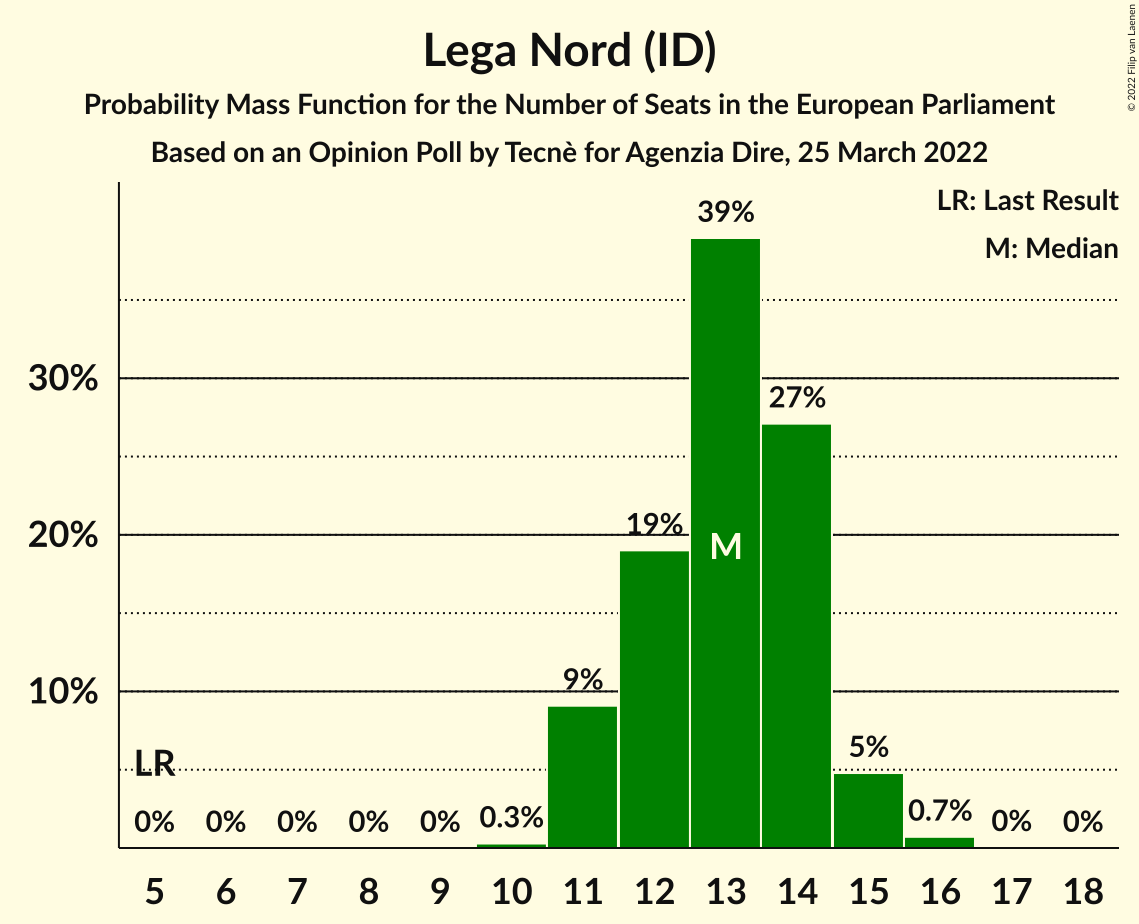 Lega Nord (ID)
Probability Mass Function for the Number of Seats in the European Parliament
Based on an Opinion Poll by Tecnè for Agenzia Dire, 25 March 2022
© 2022 Filip van Laenen
LR: Last Result
M: Median
39%
30%
27%
20%
19%
M
10%
9%
LR
5%
0% 0% 0% 0% 0% 0.3% 0.7% 0% 0%
5 6 7 8 9 10 11 12 13 14 15 16 17 18